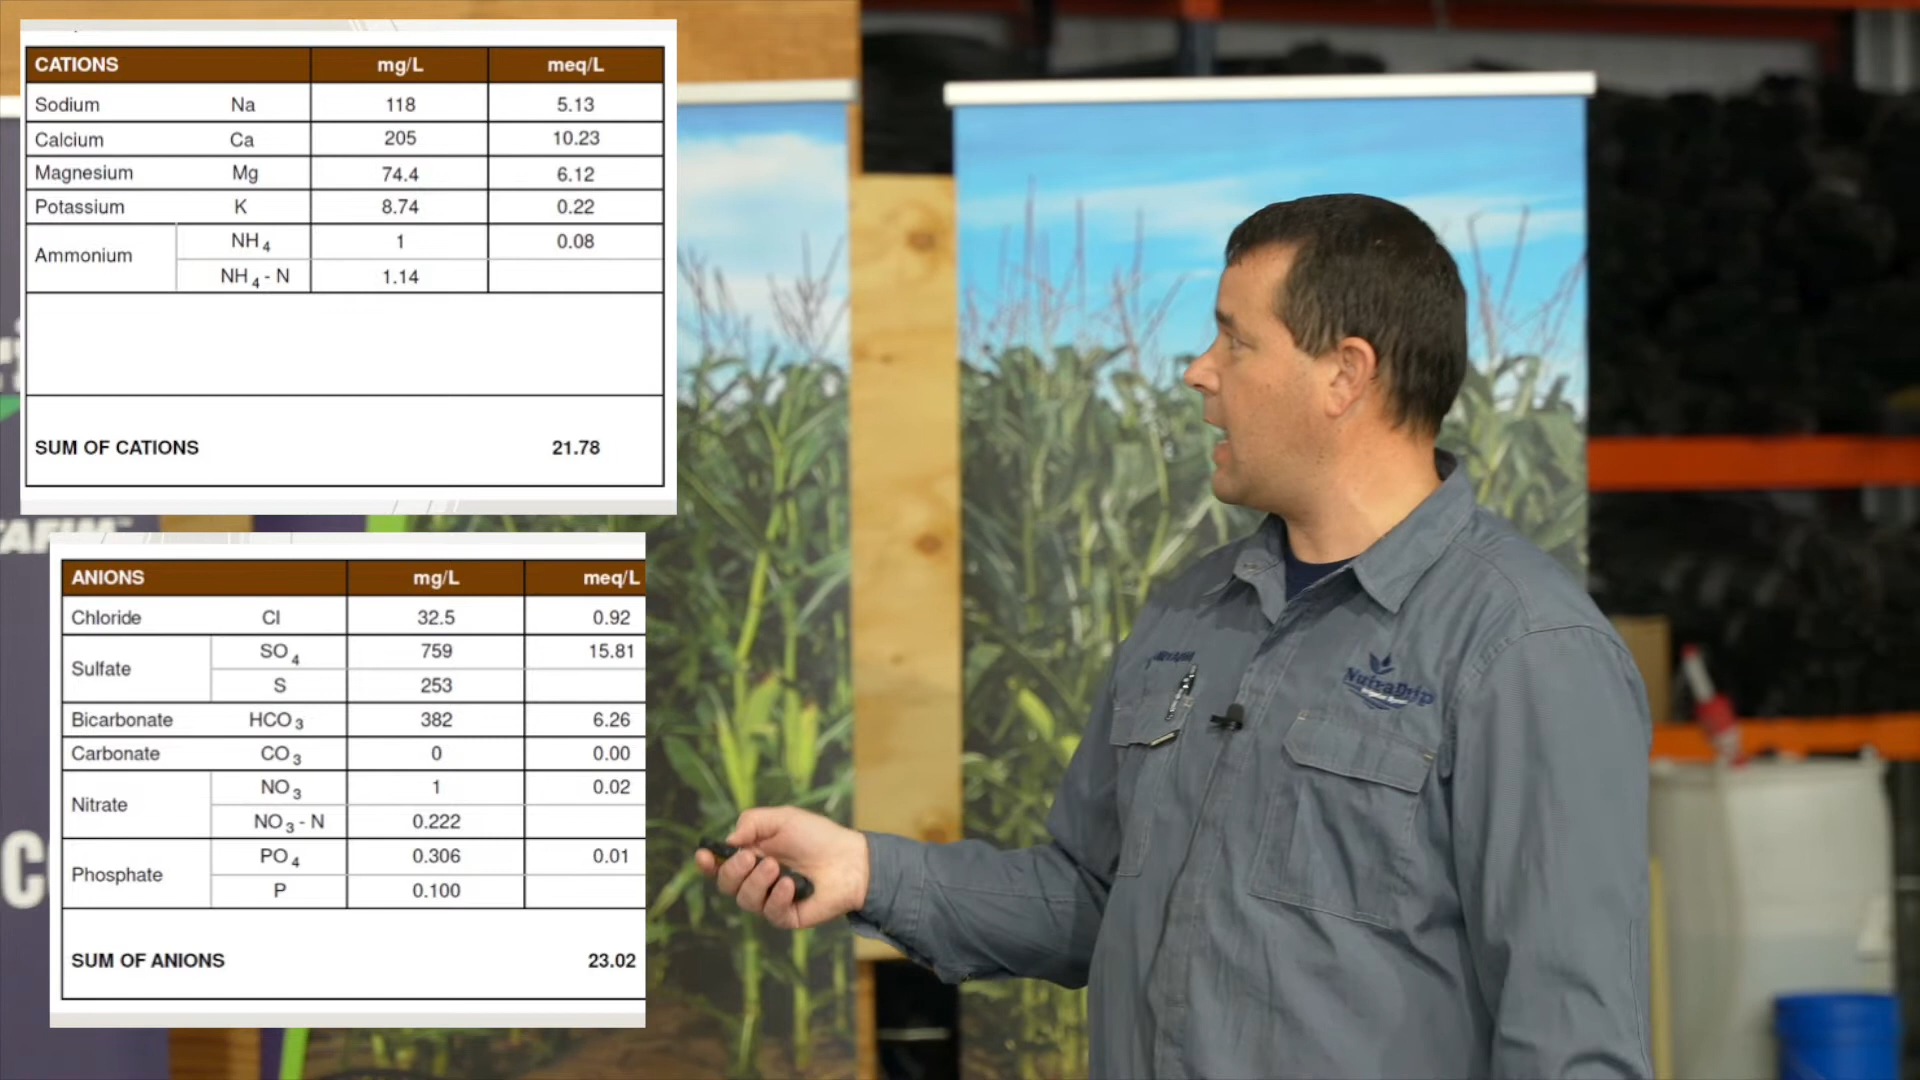 CATIONS mg/L meq/L
Sodium Na 118 5.13
Calcium Ca 205 10.23
Magnesium Mg 74.4 6.12
Potassium K 8.74 0.22
Ammonium NH4 1 0.08
NH4 - N 1.14
SUM OF CATIONS 21.78
ANIONS mg/L meq/L
Chloride Cl 32.5 0.92
Sulfate SO4 759 15.81
S 253
Bicarbonate HCO3 382 6.26
Carbonate CO3 0 0.00
Nitrate NO3 1 0.02
NO3 - N 0.222
Phosphate PO4 0.306 0.01
P 0.100
SUM OF ANIONS 23.02
NutraDrip